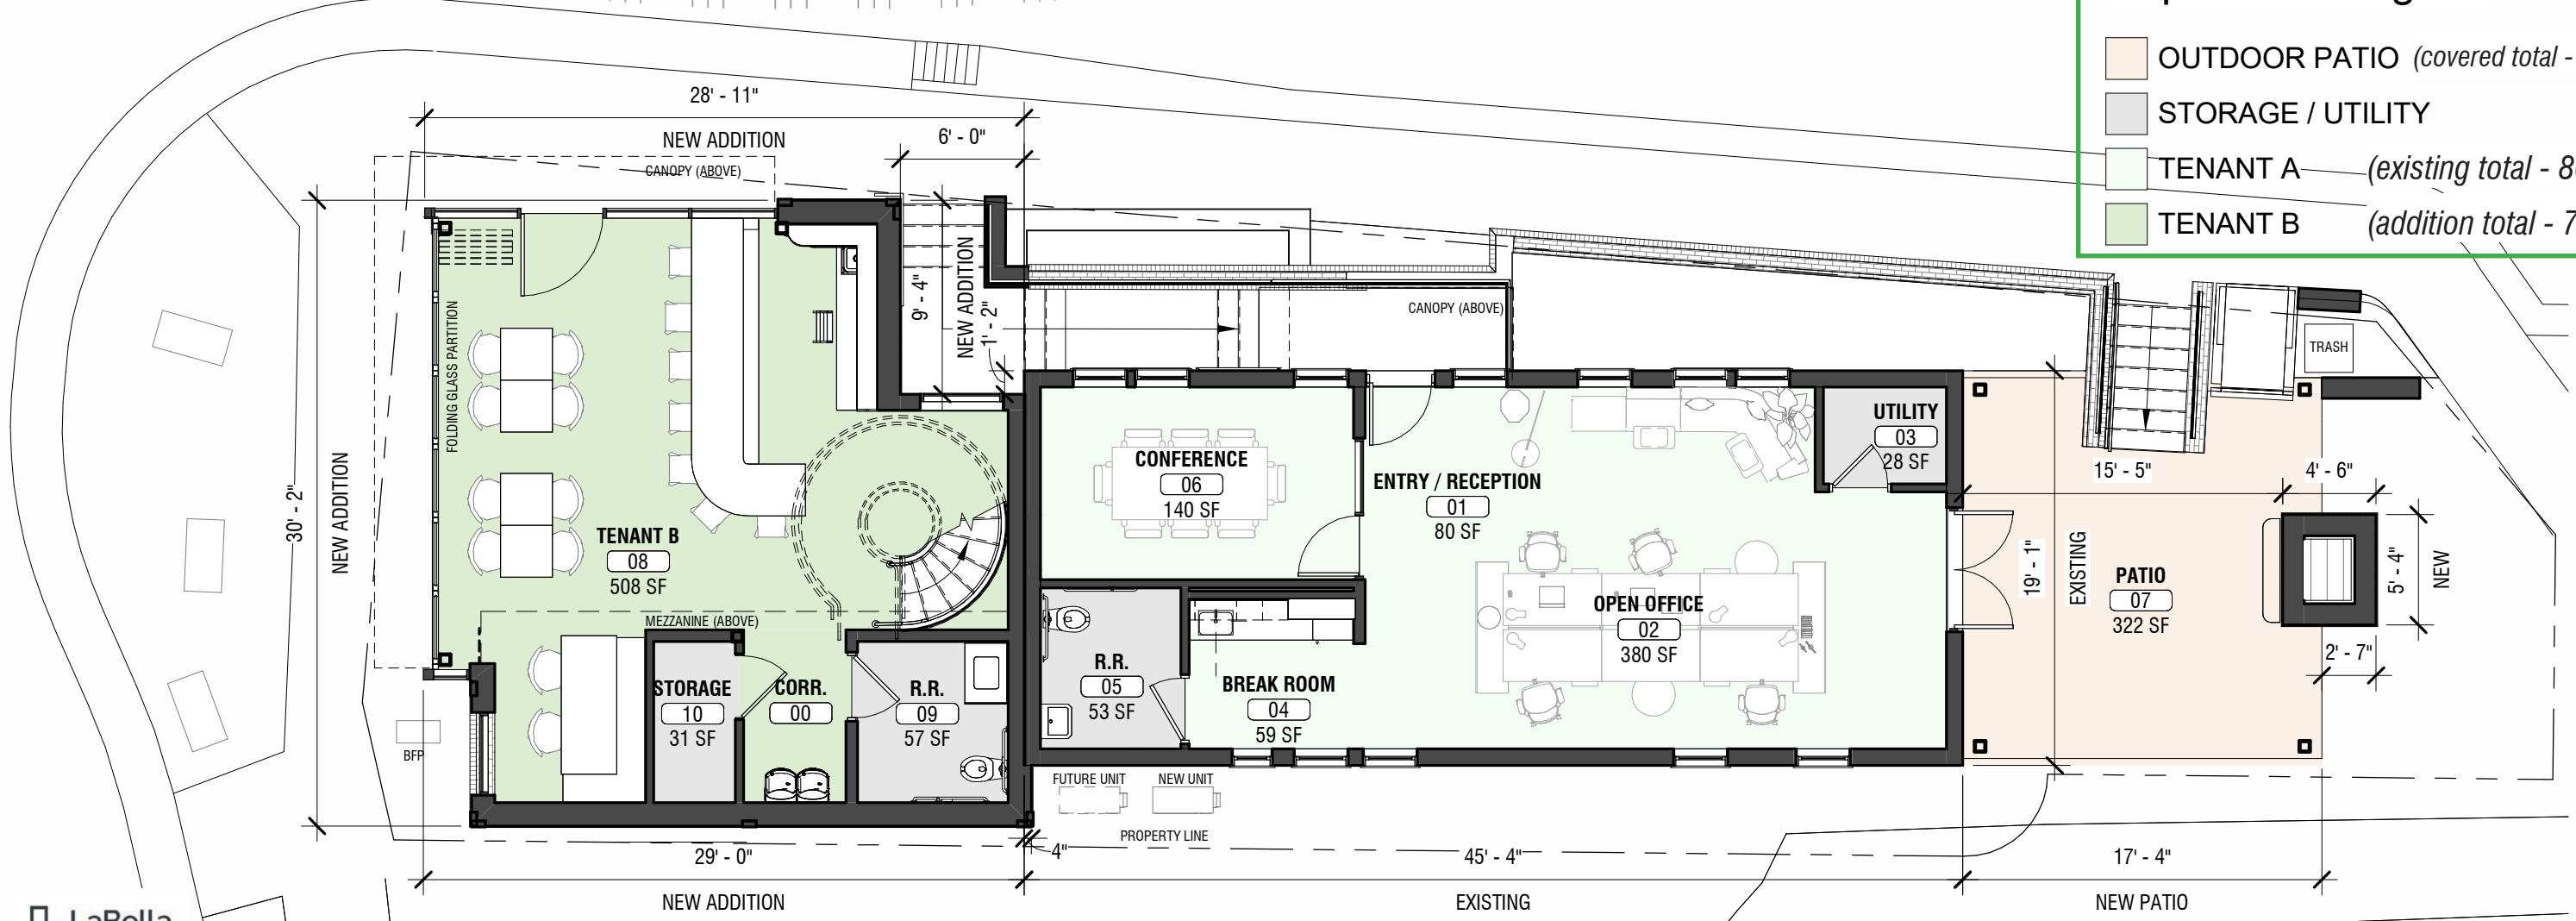 OUTDOOR PATIO (covered total -
STORAGE / UTILITY
TENANT A (existing total - 8
TENANT B (addition total - 7
28' - 11"
NEW ADDITION
6' - 0"
CANOPY (ABOVE)
9' - 4"
NEW ADDITION
1' - 2"
CANOPY (ABOVE)
TRASH
FOLDING GLASS PARTITION
30' - 2"
NEW ADDITION
TENANT B
08
508 SF
MEZZANINE (ABOVE)
STORAGE
10
31 SF
CORR.
00
R.R.
09
57 SF
BFP
CONFERENCE
06
140 SF
ENTRY / RECEPTION
01
80 SF
UTILITY
03
28 SF
OPEN OFFICE
02
380 SF
R.R.
05
53 SF
BREAK ROOM
04
59 SF
15' - 5"
4' - 6"
19' - 1"
EXISTING
PATIO
07
322 SF
5' - 4"
NEW
2' - 7"
FUTURE UNIT
NEW UNIT
PROPERTY LINE
29' - 0"
4"
45' - 4"
17' - 4"
NEW ADDITION
EXISTING
NEW PATIO
LaBella